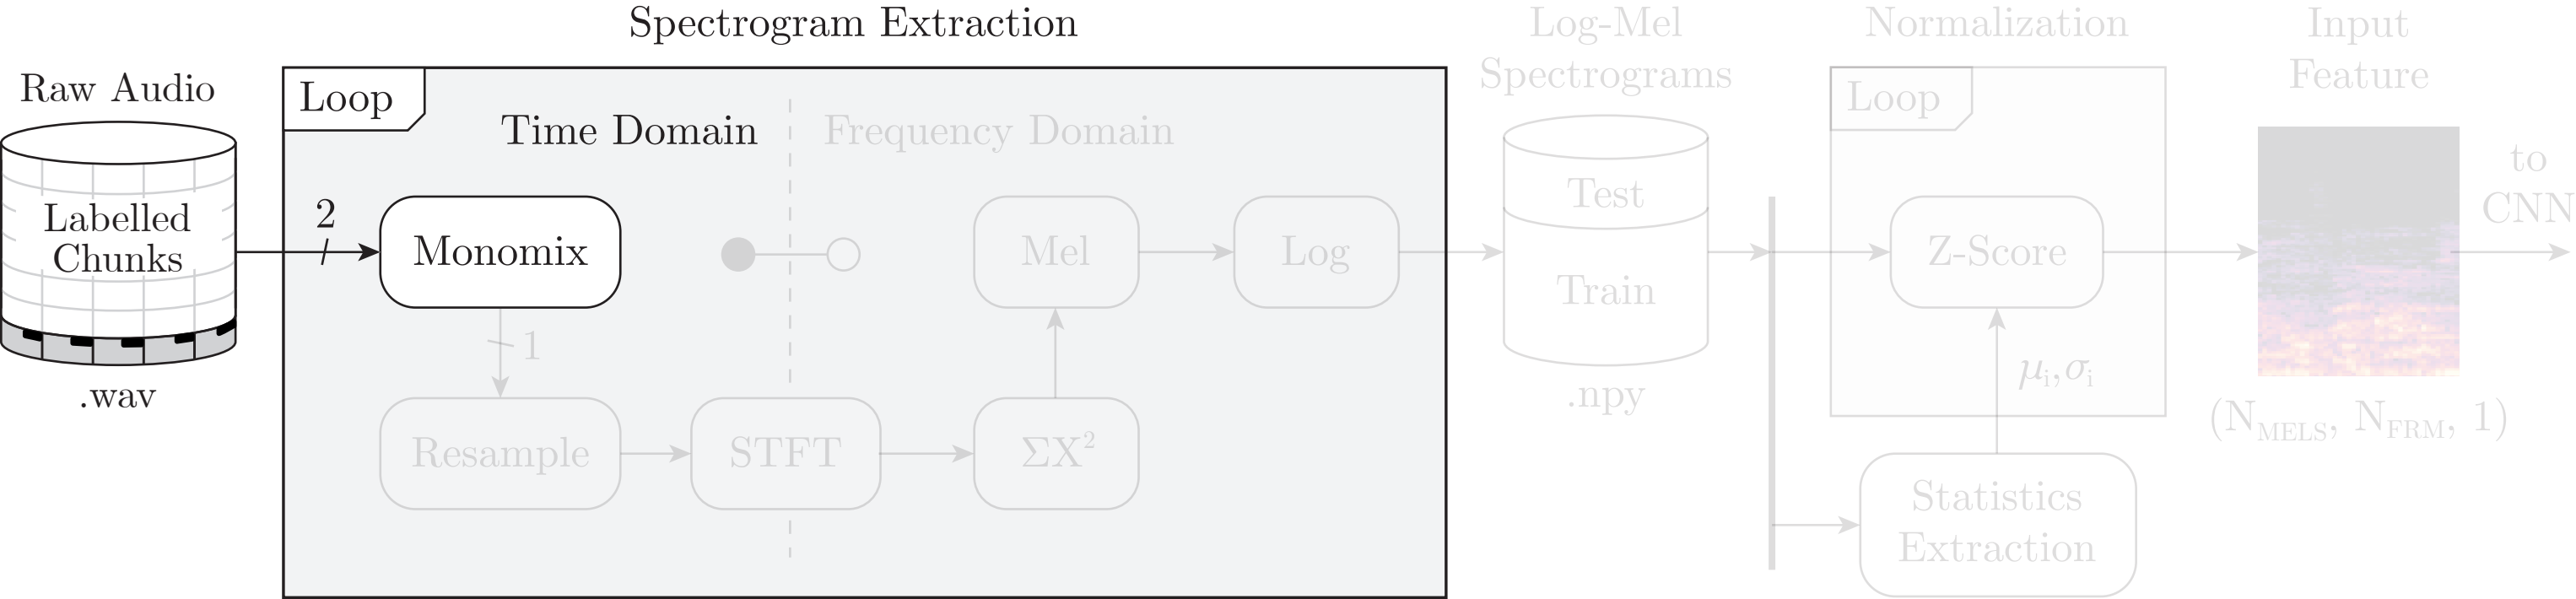 Spectrogram Extraction
Raw Audio
Labelled
Chunks
.wav
2
Loop
Time Domain
Frequency Domain
Monomix
1
Resample
STFT
ΣX²
Mel
Log
Log-Mel
Spectrograms
Test
Train
.npy
Normalization
Loop
Z-Score
μᵢ,σᵢ
Statistics
Extraction
Input
Feature
(N_MELS, N_FRM, 1)
to
CNN